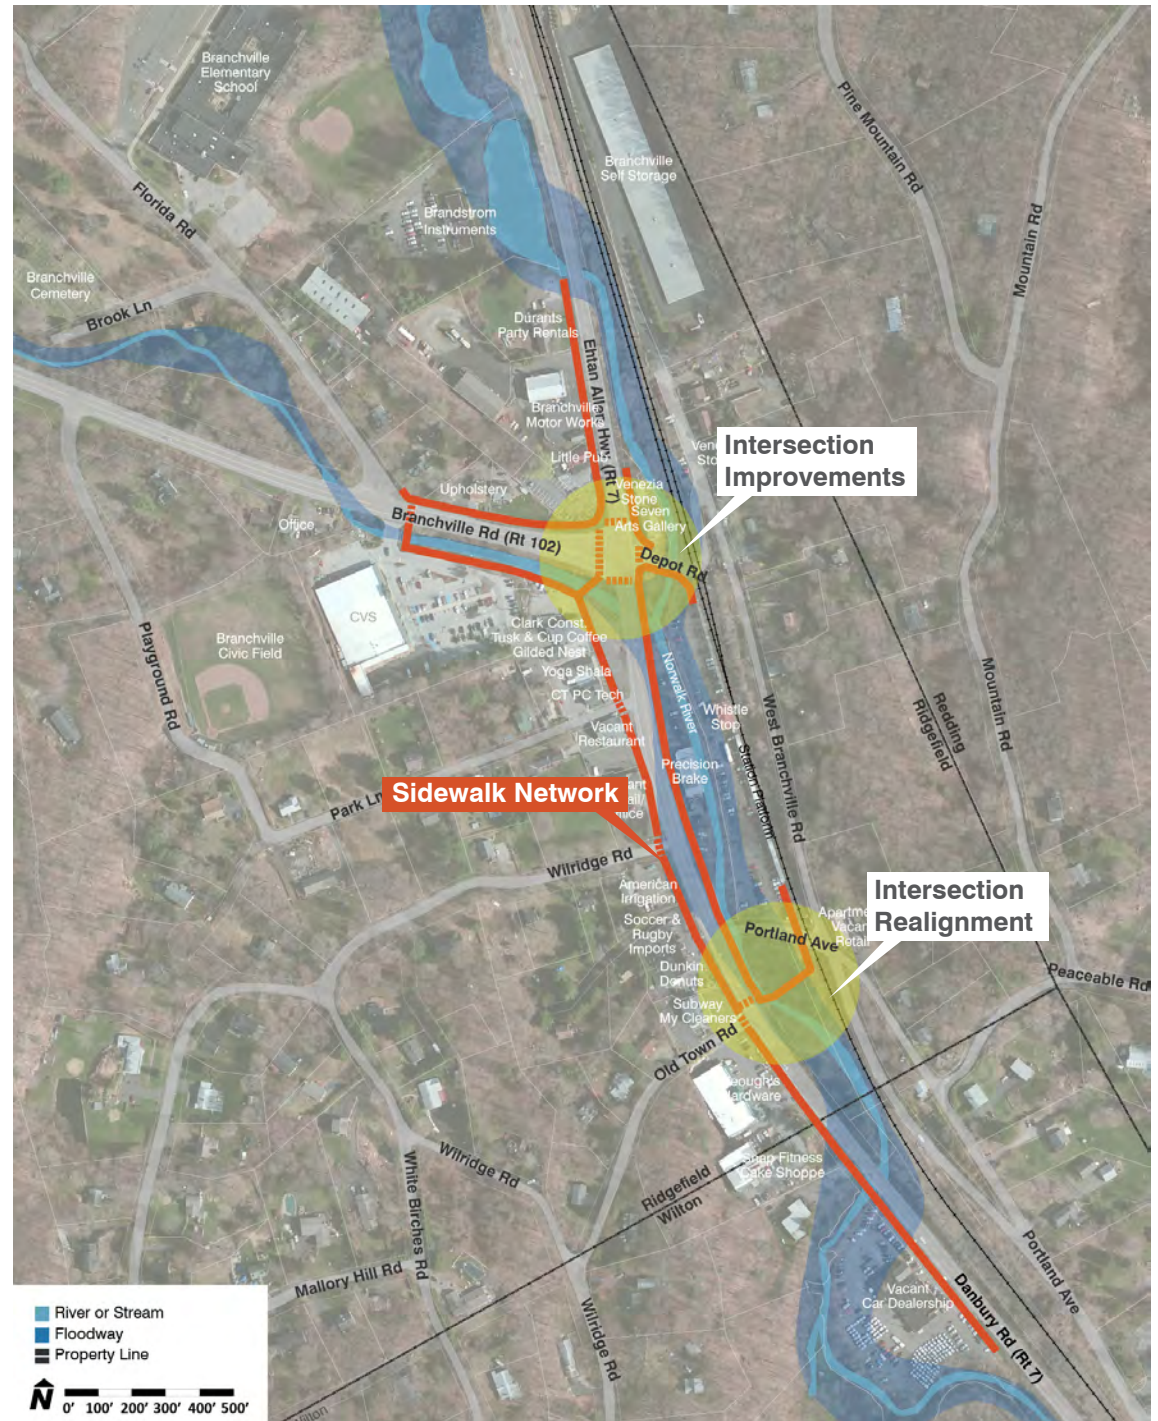 Branchville
Elementary
School
Pine Mountain Rd
Branchville
Self Storage
Florida Rd
Brandstrom
Instruments
Mountain Rd
Branchville
Cemetery
Brook Ln
Durants
Party Rentals
Ehtan Allen Hwy (Rt 7)
Branchville
Motor Works
Little Pub
Intersection
Improvements
Upholstery
Venezia
Stone
Seven
Arts Gallery
Office
Branchville Rd (Rt 102)
Depot Rd
CVS
Clark Const.
Tusk & Cup Coffee
Gilded Nest
Playground Rd
Branchville
Civic Field
Yoga Shala
CT PC Tech
Norwalk River
Whistle
Stop
West Branchville Rd
Redding
Ridgefield
Mountain Rd
Vacant
Restaurant
Precision
Brake
Station Platform
Sidewalk Network
Park Ln
Wilridge Rd
American
Irrigation
Intersection
Realignment
Soccer &
Rugby
Imports
Portland Ave
Dunkin
Donuts
Peaceable Rd
Subway
My Cleaners
Old Town Rd
Wilridge Rd
Snap Fitness
Cake Shoppe
White Birches Rd
Ridgefield
Wilton
Mallory Hill Rd
Portland Ave
Vacant
Car Dealership
Danbury Rd (Rt 7)
Wilridge Rd
River or Stream
Floodway
Property Line
N
0' 100' 200' 300' 400' 500'
Wilton